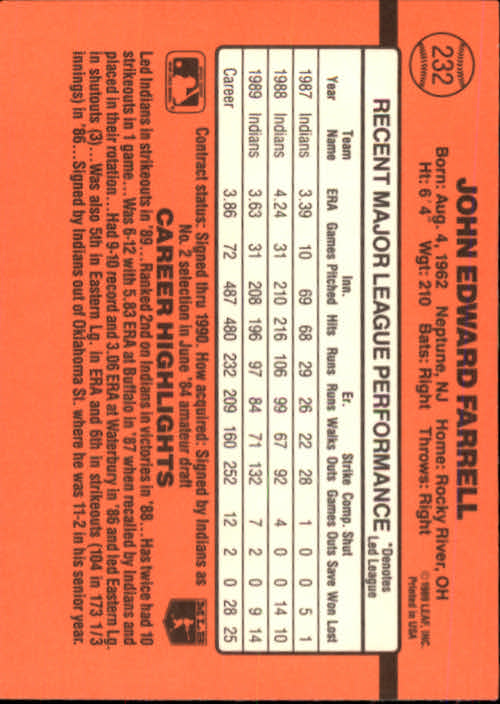 232
JOHN EDWARD FARRELL
Born: Aug. 4, 1962 Neptune, NJ Home: Rocky River, OH
Ht: 6'4" Wgt: 210 Bats: Right Throws: Right
© 1989 LEAF, INC.
Printed in USA
RECENT MAJOR LEAGUE PERFORMANCE
*Denotes
Led League
Team Inn. Er. Strike Comp. Shut
Year Name ERA Games Pitched Hits Runs Runs Walks Outs Games Outs Save Won Lost
1987 Indians 3.39 10 69 68 29 26 22 28 1 0 0 5 1
1988 Indians 4.24 31 210 216 106 99 67 92 4 0 0 14 10
1989 Indians 3.63 31 208 196 97 84 71 132 7 2 0 9 14
Career 3.86 72 487 480 232 209 160 252 12 2 0 28 25
Contract status: Signed thru 1990. How acquired: Signed by Indians as
No. 2 selection in June '84 amateur draft
CAREER HIGHLIGHTS
MLB
Led Indians in strikeouts in '89...Ranked 2nd on Indians in victories in '88...Has twice had 10
strikeouts in 1 game...Was 6-12 with 5.83 ERA at Buffalo in '87 when recalled by Indians and
placed in their rotation...Had 9-10 record and 3.06 ERA at Waterbury in '86 and led Eastern Lg.
in shutouts (3)...Was also 5th in Eastern Lg. in ERA and 6th in strikeouts (104 in 173 1/3
innings) in '86...Signed by Indians out of Oklahoma St. where he was 11-2 in his senior year.